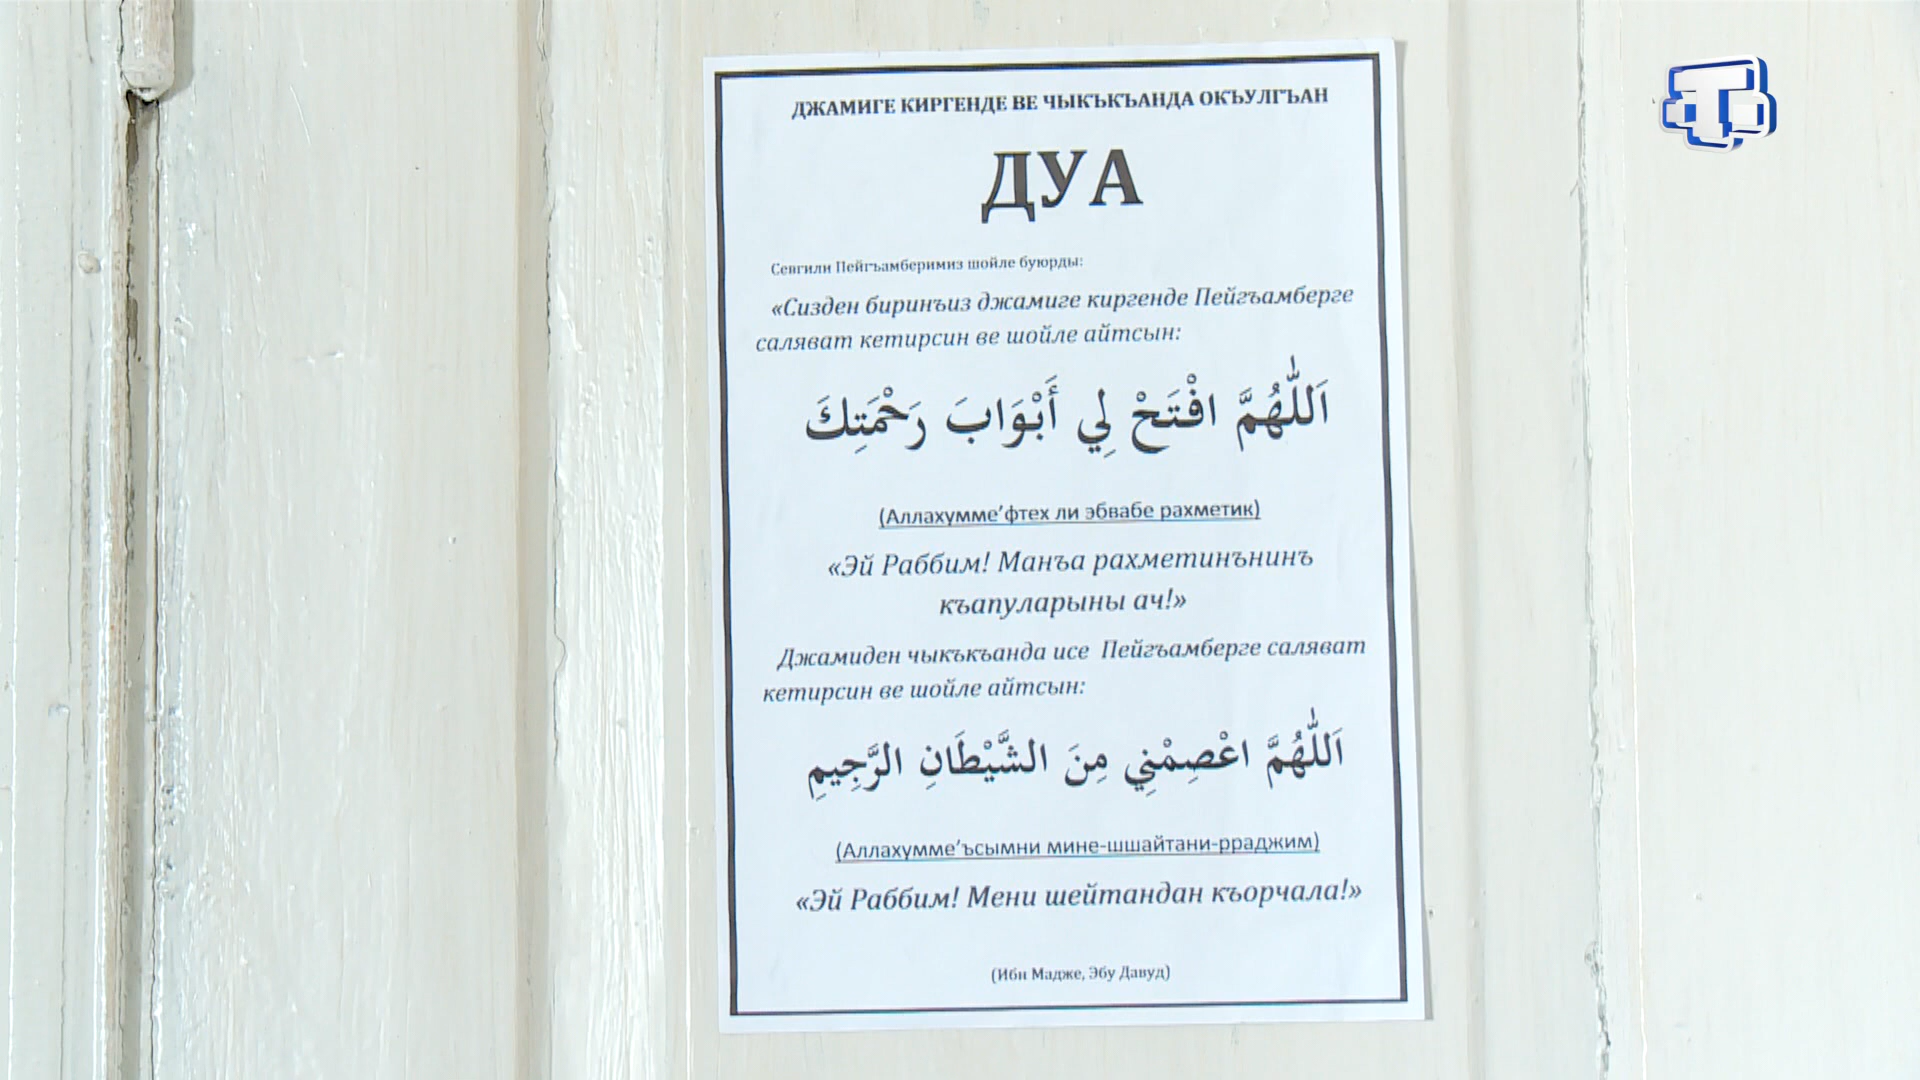 ДЖАМИГЕ КИРГЕНДЕ ВЕ ЧЫКЪКЪАНДА ОКЪУЛГЪАН
ДУА
Севгили Пейгъамберимиз шойле буюрды:
«Сизден биринъиз джамиге киргенде Пейгъамберге
саляват кетирсин ве шойле айтсын:
اَللّٰهُمَّ افْتَحْ لِي أَبْوَابَ رَحْمَتِكَ
(Аллахумме’фтех ли эбвабе рахметик)
«Эй Раббим! Манъа рахметинънинъ
къапуларыны ач!»
Джамиден чыкъкъанда исе Пейгъамберге саляват
кетирсин ве шойле айтсын:
اَللّٰهُمَّ اعْصِمْنِي مِنَ الشَّيْطَانِ الرَّجِيمِ
(Аллахумме’ъсымни мине-шшайтани-рраджим)
«Эй Раббим! Мени шейтандан къорчала!»
(Ибн Мадже, Эбу Давуд)